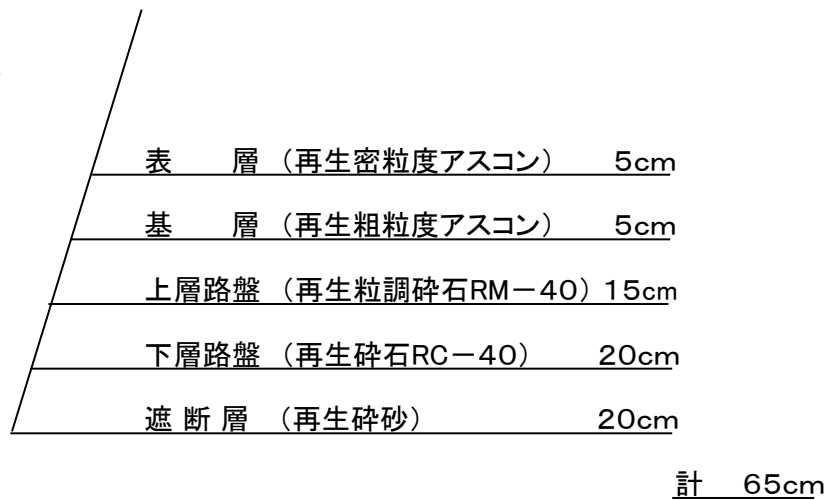 表　　層 （再生密粒度アスコン）　　5cm
基　　層 （再生粗粒度アスコン）　　5cm
上層路盤 （再生粒調砕石RM－40） 15cm
下層路盤 （再生砕石RC－40）　　20cm
遮 断 層 （再生砕砂）　　20cm
計　65cm